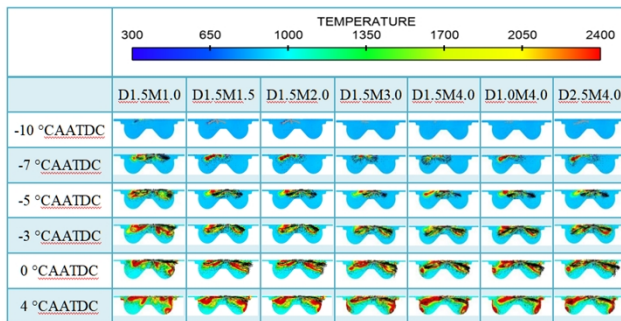 TEMPERATURE
300 650 1000 1350 1700 2050 2400
D1.5M1.0 D1.5M1.5 D1.5M2.0 D1.5M3.0 D1.5M4.0 D1.0M4.0 D2.5M4.0
-10 °CAATDC
-7 °CAATDC
-5 °CAATDC
-3 °CAATDC
0 °CAATDC
4 °CAATDC